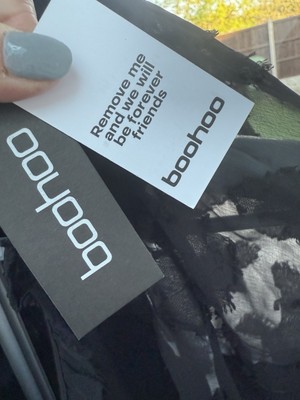 Remove me
and we will
be forever
friends
boohoo
boohoo